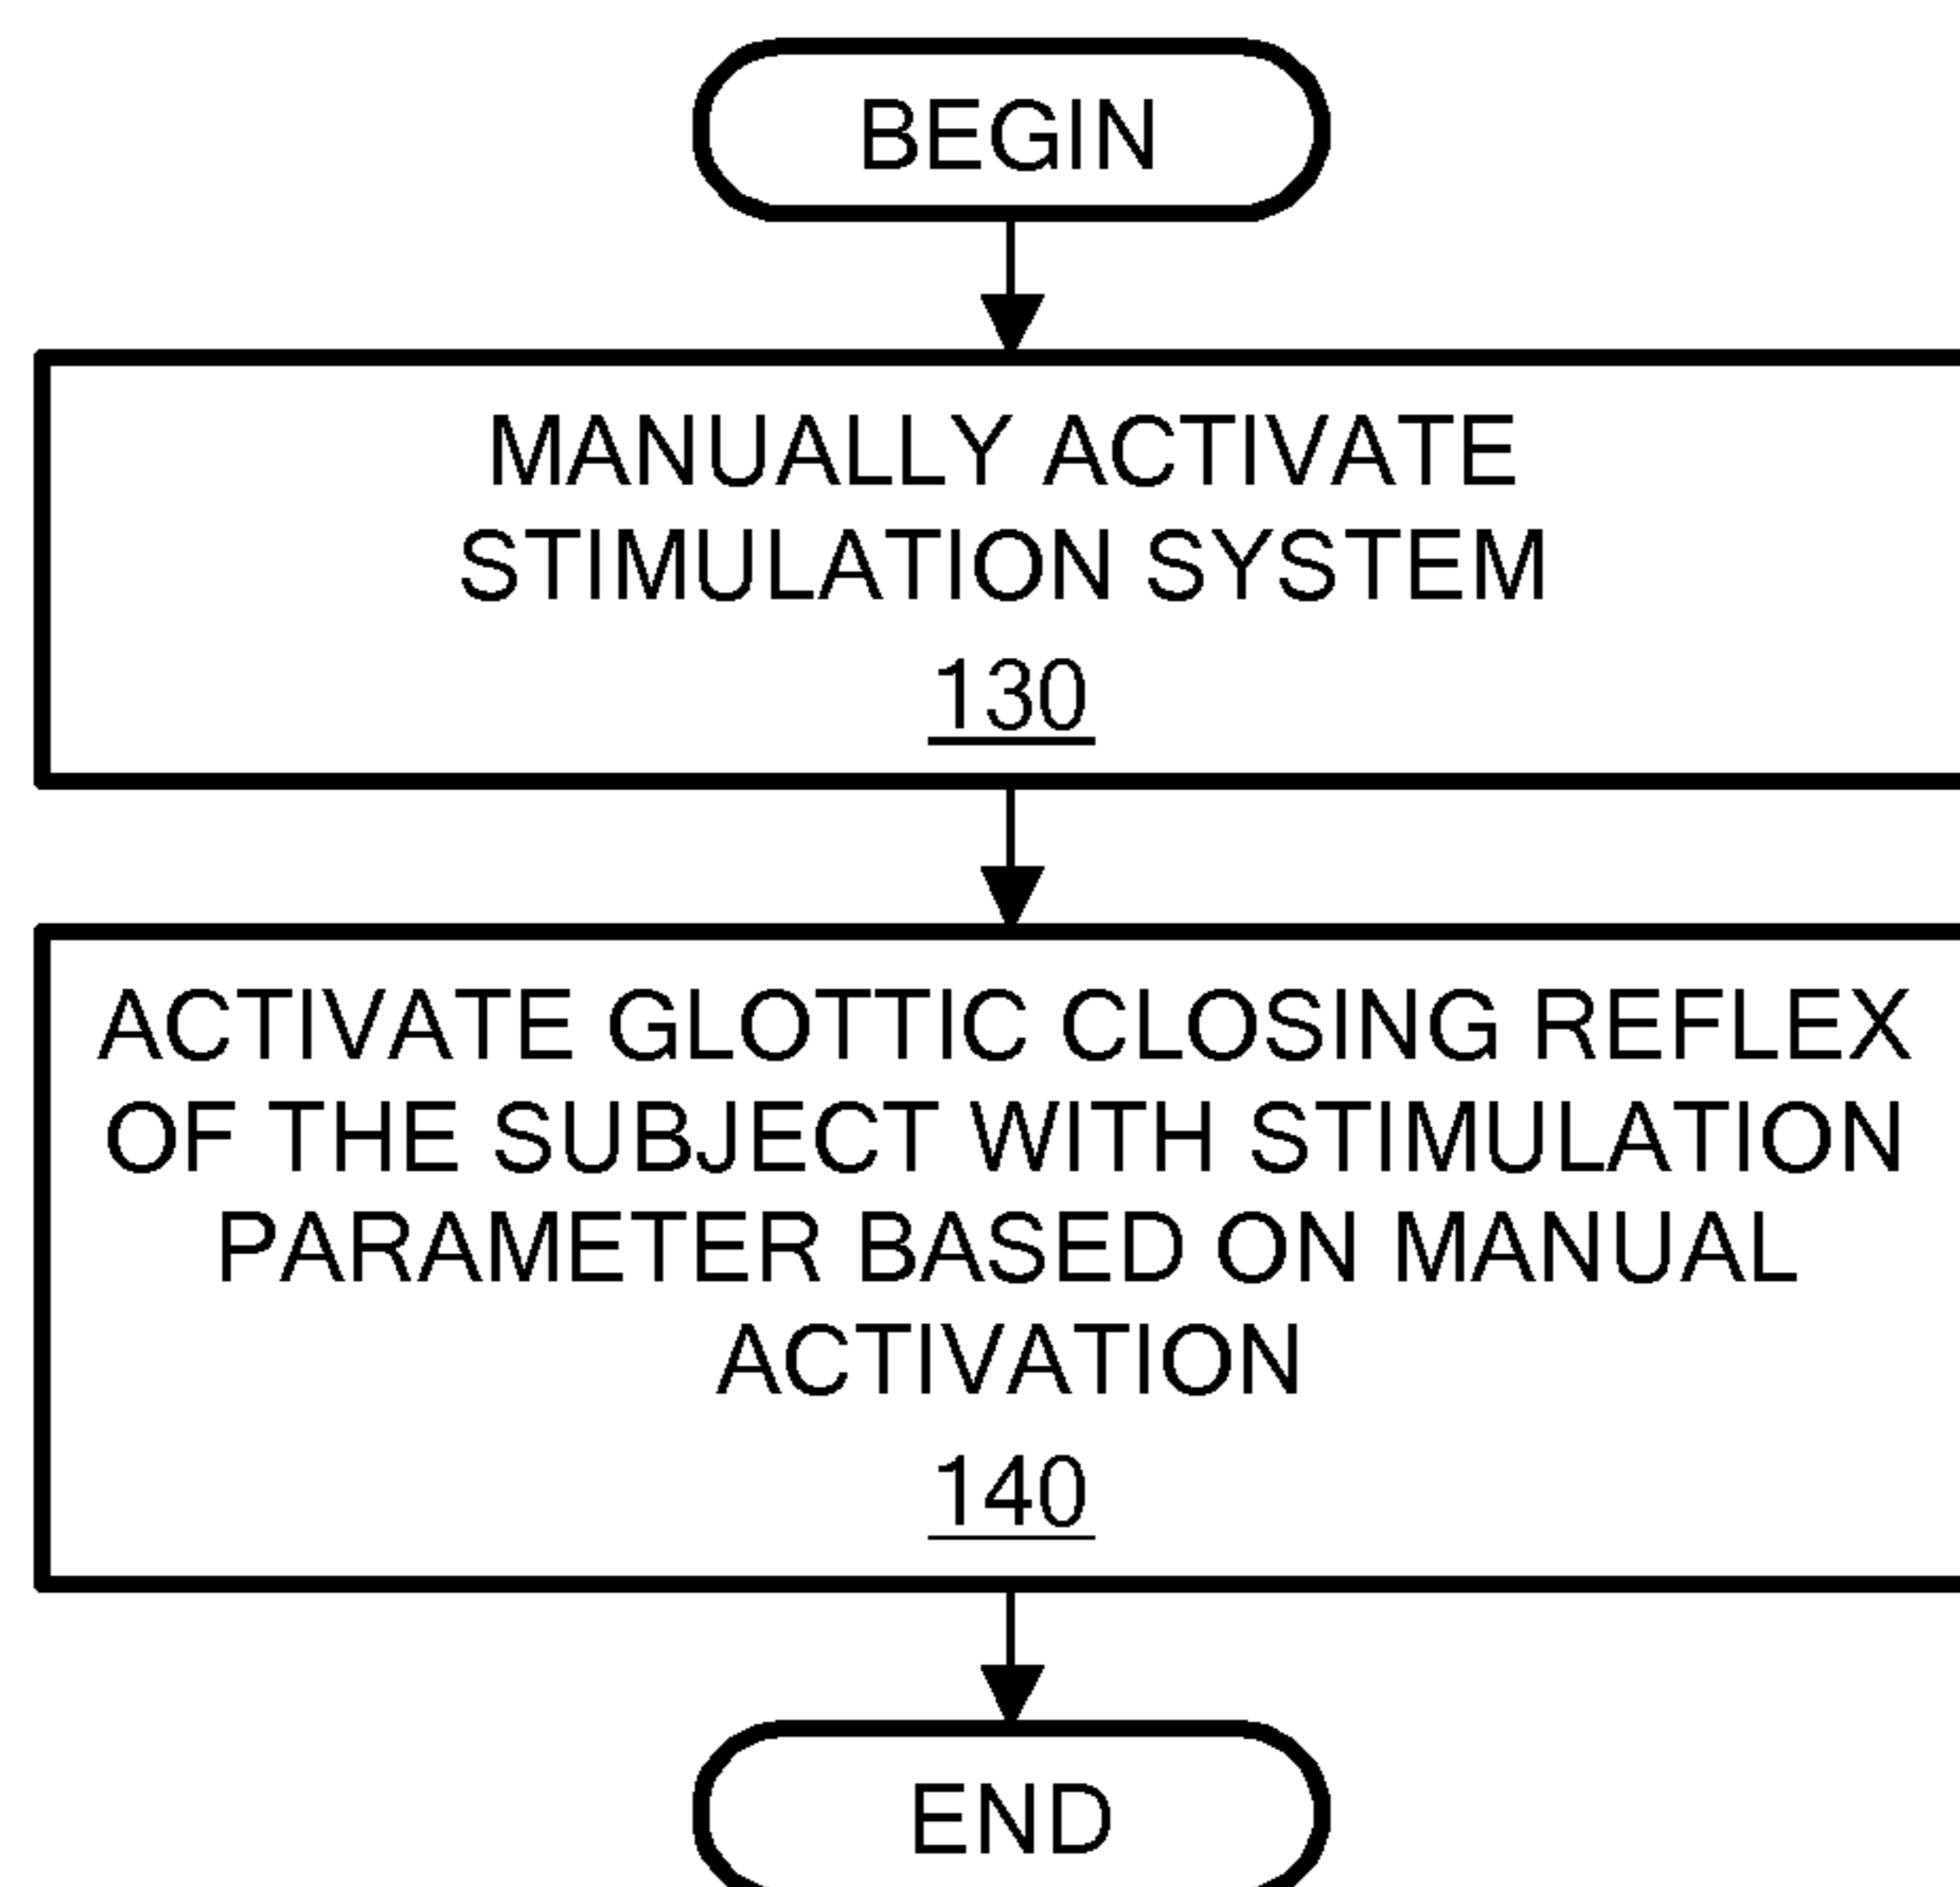 BEGIN
MANUALLY ACTIVATE
STIMULATION SYSTEM
130
ACTIVATE GLOTTIC CLOSING REFLEX
OF THE SUBJECT WITH STIMULATION
PARAMETER BASED ON MANUAL
ACTIVATION
140
END